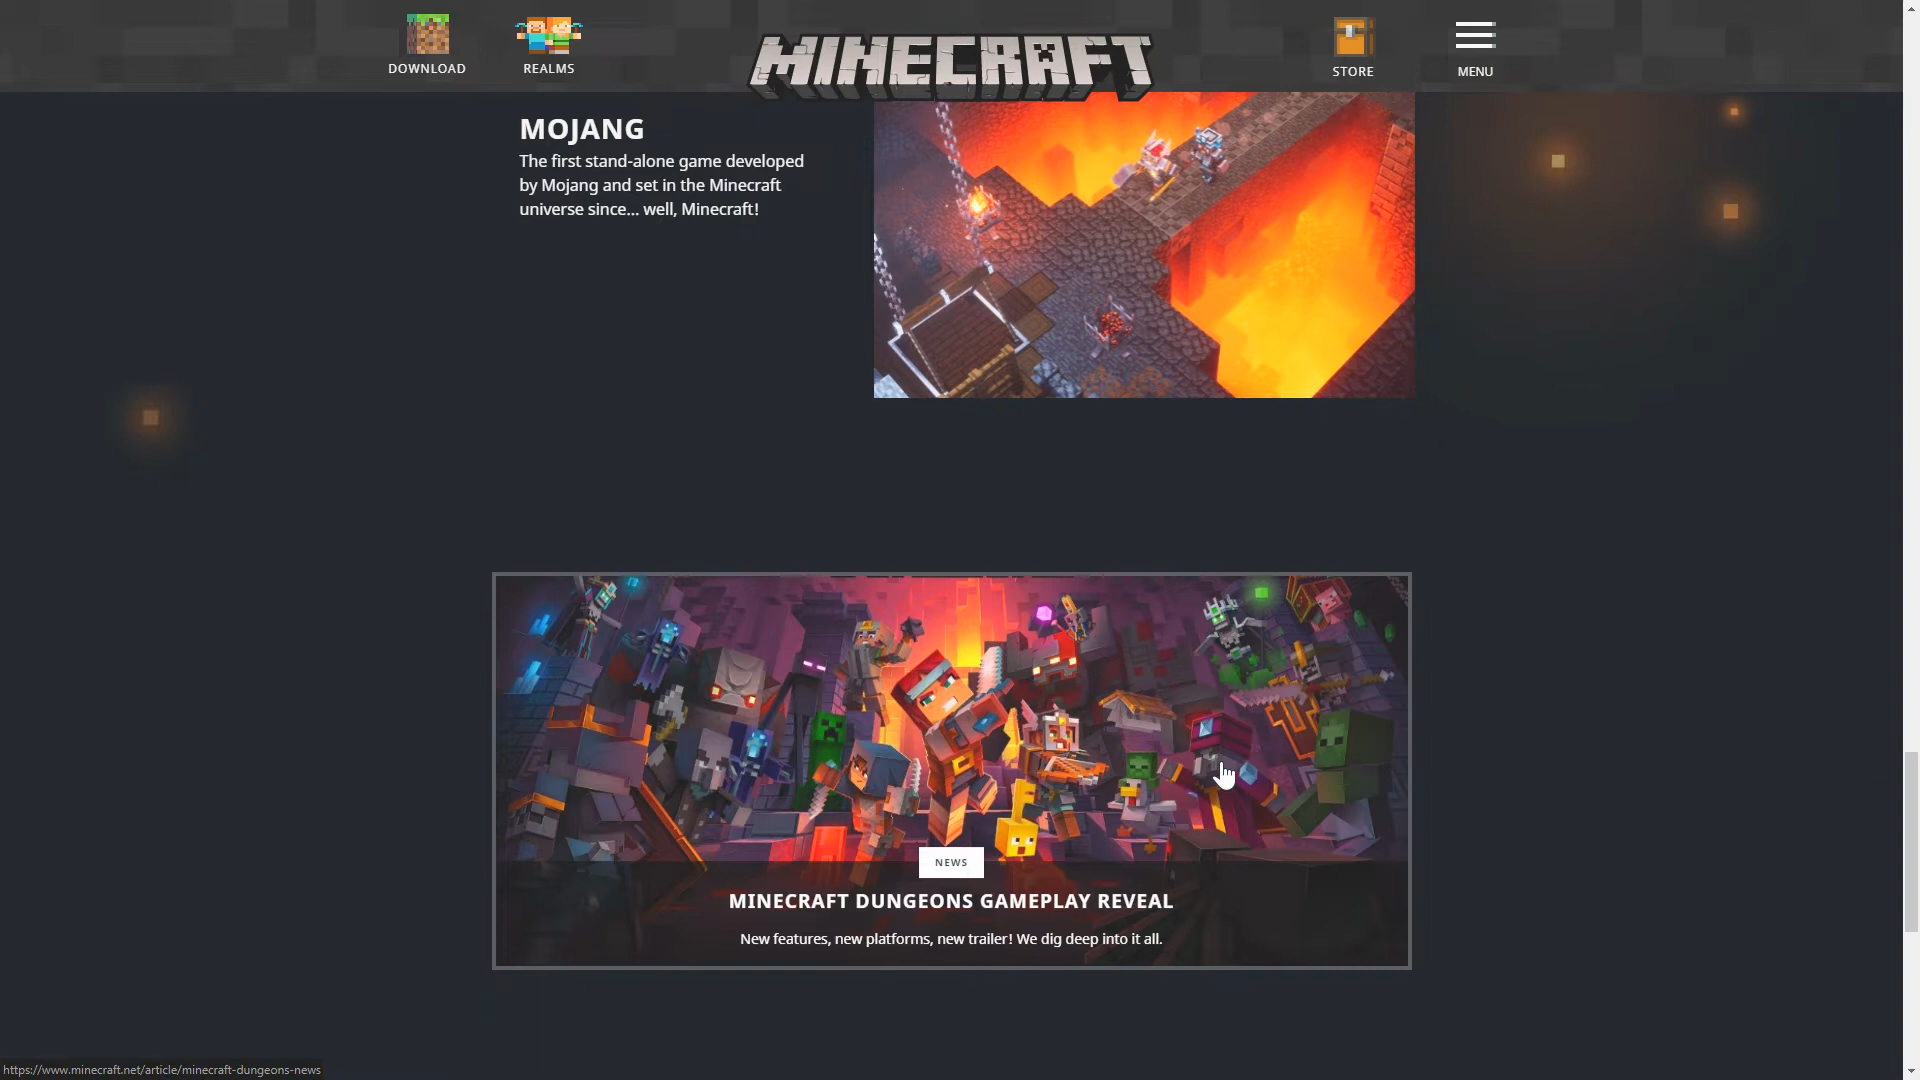 DOWNLOAD
REALMS
MINECRAFT
STORE
MENU
MOJANG
The first stand-alone game developed
by Mojang and set in the Minecraft
universe since... well, Minecraft!
NEWS
MINECRAFT DUNGEONS GAMEPLAY REVEAL
New features, new platforms, new trailer! We dig deep into it all.
https://www.minecraft.net/article/minecraft-dungeons-news